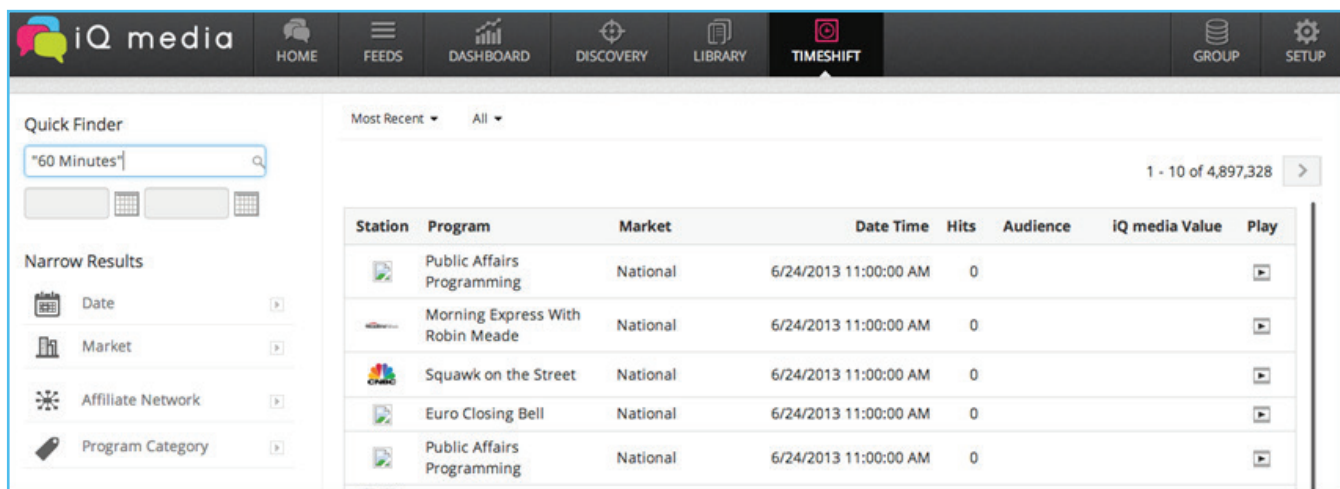 iQ media
HOME
FEEDS
DASHBOARD
DISCOVERY
LIBRARY
TIMESHIFT
GROUP
SETUP
Quick Finder
"60 Minutes"
Most Recent
All
1 - 10 of 4,897,328
Narrow Results
Date
Market
Affiliate Network
Program Category
Station Program Market Date Time Hits Audience iQ media Value Play
Public Affairs
Programming
National 6/24/2013 11:00:00 AM 0
Morning Express With
Robin Meade
National 6/24/2013 11:00:00 AM 0
CNBC Squawk on the Street National 6/24/2013 11:00:00 AM 0
Euro Closing Bell National 6/24/2013 11:00:00 AM 0
Public Affairs
Programming
National 6/24/2013 11:00:00 AM 0